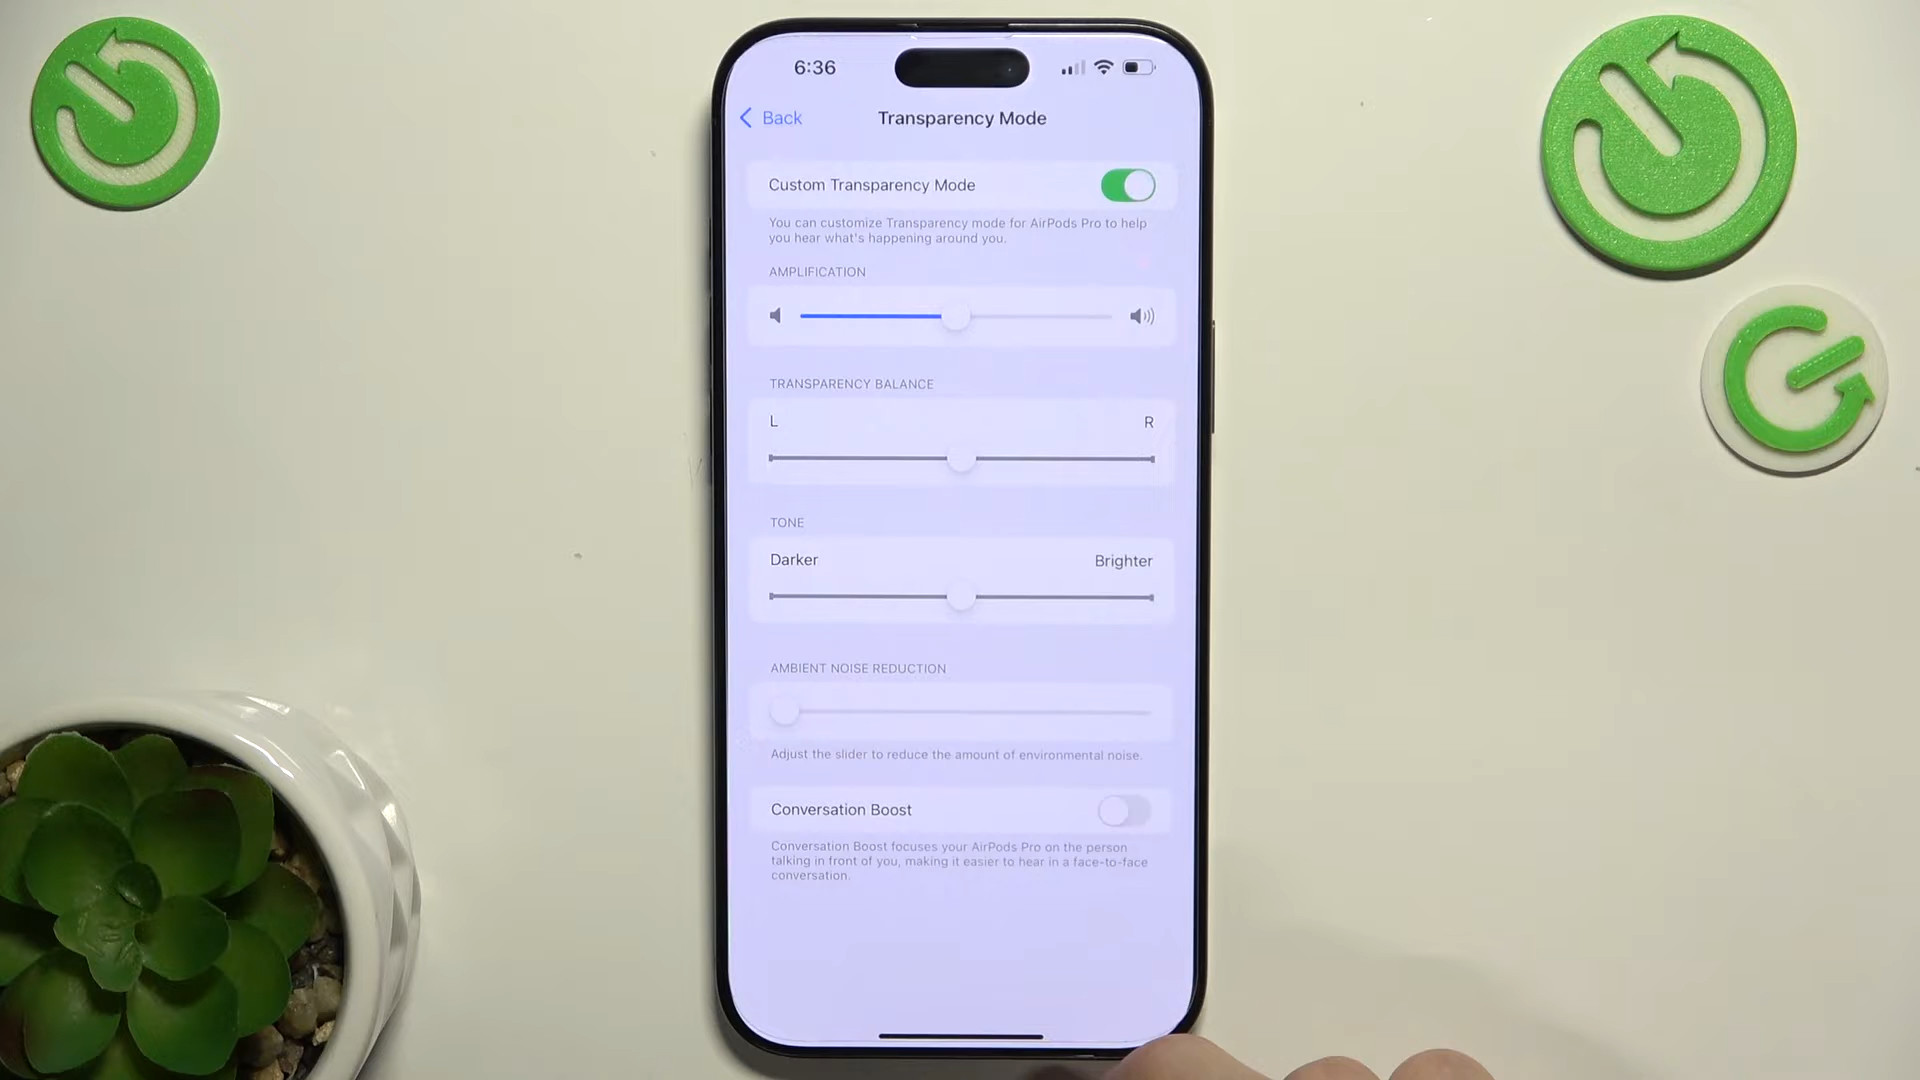 6:36
Back
Transparency Mode
Custom Transparency Mode
You can customize Transparency mode for AirPods Pro to help
you hear what's happening around you.
AMPLIFICATION
TRANSPARENCY BALANCE
L
R
TONE
Darker
Brighter
AMBIENT NOISE REDUCTION
Adjust the slider to reduce the amount of environmental noise.
Conversation Boost
Conversation Boost focuses your AirPods Pro on the person
talking in front of you, making it easier to hear in a face-to-face
conversation.